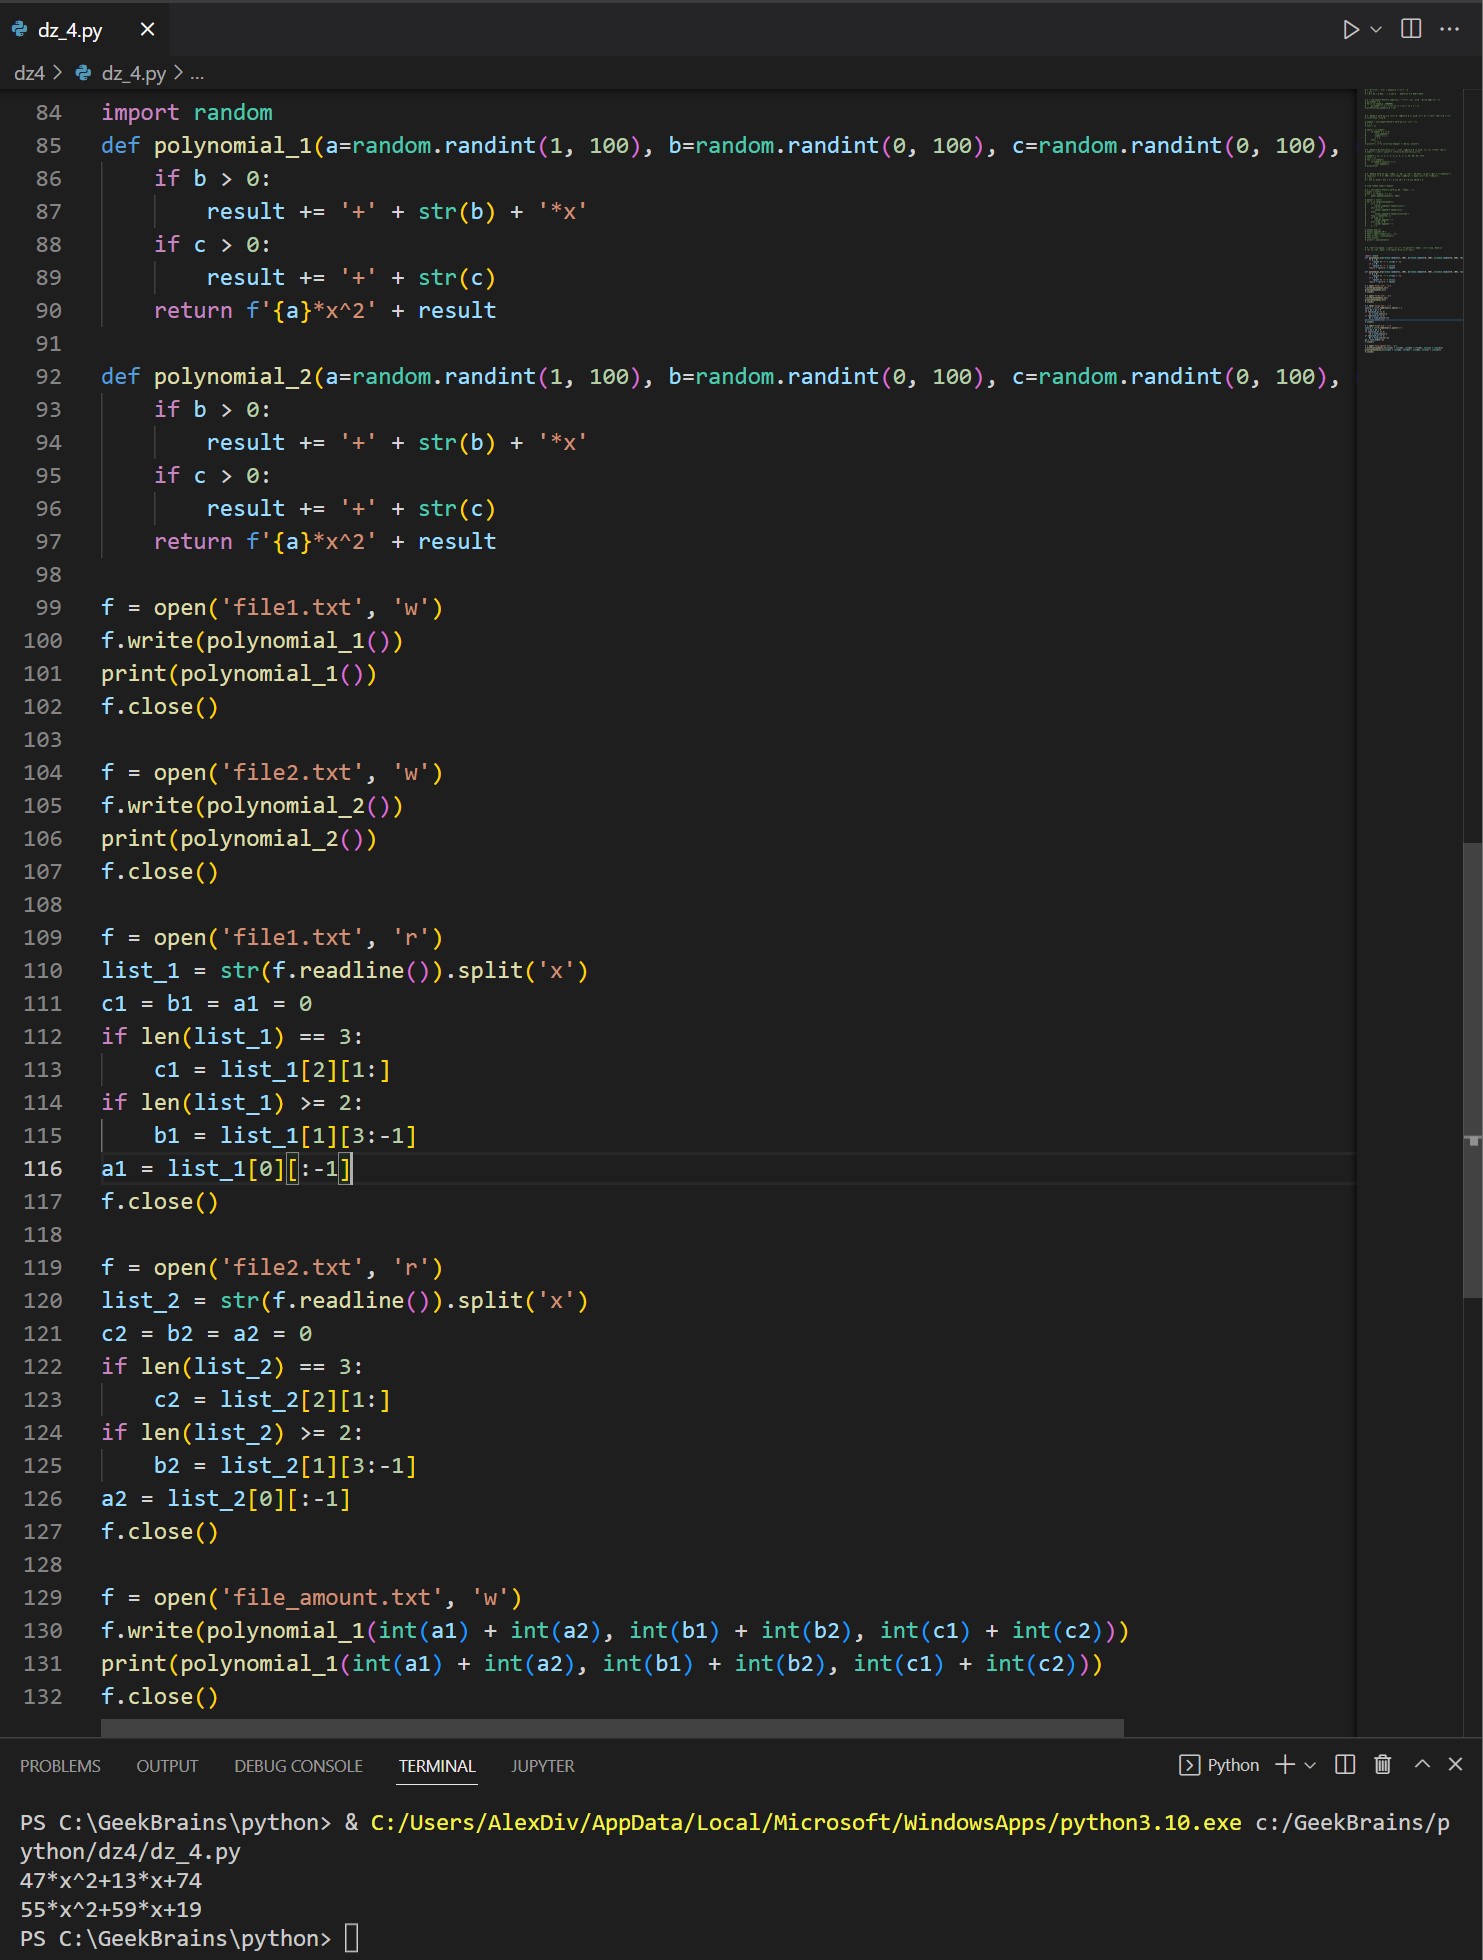 dz_4.py
dz4 > dz_4.py > ...
84 import random
85 def polynomial_1(a=random.randint(1, 100), b=random.randint(0, 100), c=random.randint(0, 100),
86     if b > 0:
87         result += '+' + str(b) + '*x'
88     if c > 0:
89         result += '+' + str(c)
90     return f'{a}*x^2' + result
91
92 def polynomial_2(a=random.randint(1, 100), b=random.randint(0, 100), c=random.randint(0, 100),
93     if b > 0:
94         result += '+' + str(b) + '*x'
95     if c > 0:
96         result += '+' + str(c)
97     return f'{a}*x^2' + result
98
99 f = open('file1.txt', 'w')
100 f.write(polynomial_1())
101 print(polynomial_1())
102 f.close()
103
104 f = open('file2.txt', 'w')
105 f.write(polynomial_2())
106 print(polynomial_2())
107 f.close()
108
109 f = open('file1.txt', 'r')
110 list_1 = str(f.readline()).split('x')
111 c1 = b1 = a1 = 0
112 if len(list_1) == 3:
113     c1 = list_1[2][1:]
114 if len(list_1) >= 2:
115     b1 = list_1[1][3:-1]
116 a1 = list_1[0][:-1]
117 f.close()
118
119 f = open('file2.txt', 'r')
120 list_2 = str(f.readline()).split('x')
121 c2 = b2 = a2 = 0
122 if len(list_2) == 3:
123     c2 = list_2[2][1:]
124 if len(list_2) >= 2:
125     b2 = list_2[1][3:-1]
126 a2 = list_2[0][:-1]
127 f.close()
128
129 f = open('file_amount.txt', 'w')
130 f.write(polynomial_1(int(a1) + int(a2), int(b1) + int(b2), int(c1) + int(c2)))
131 print(polynomial_1(int(a1) + int(a2), int(b1) + int(b2), int(c1) + int(c2)))
132 f.close()
PROBLEMS OUTPUT DEBUG CONSOLE TERMINAL JUPYTER Python
PS C:\GeekBrains\python> & C:/Users/AlexDiv/AppData/Local/Microsoft/WindowsApps/python3.10.exe c:/GeekBrains/p
ython/dz4/dz_4.py
47*x^2+13*x+74
55*x^2+59*x+19
PS C:\GeekBrains\python>